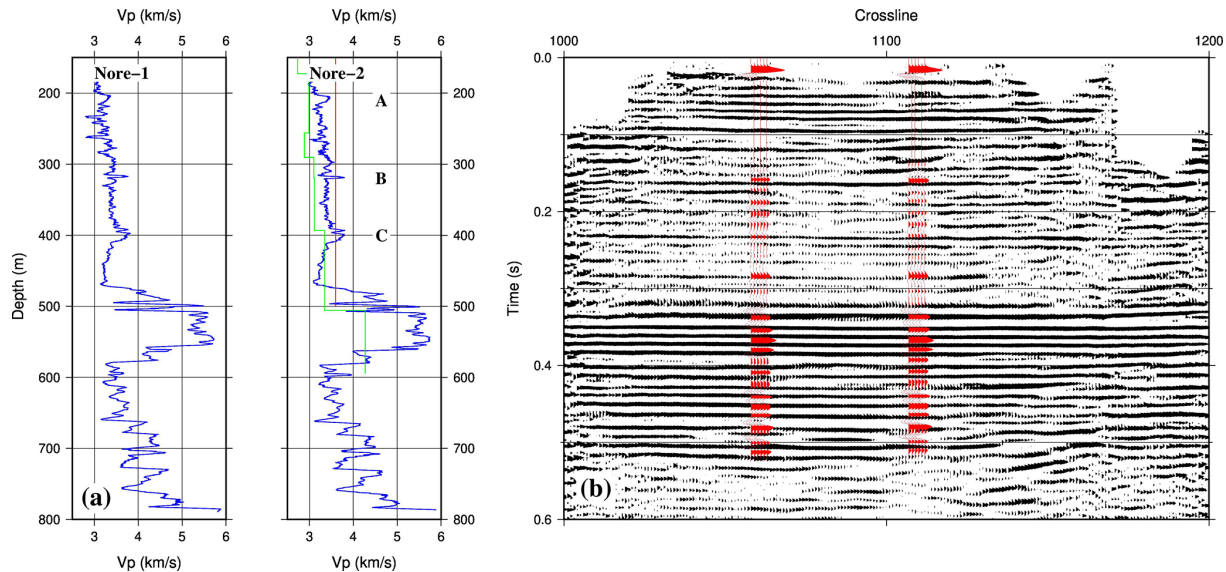 Vp (km/s)
3 4 5 6
Nore-1
200
300
400
500
600
700
800
Depth (m)
(a)
3 4 5 6
Vp (km/s)
Vp (km/s)
3 4 5 6
Nore-2
A
B
C
200
300
400
500
600
700
800
3 4 5 6
Vp (km/s)
Crossline
1000 1100 1200
0.0
0.2
0.4
0.6
Time (s)
(b)